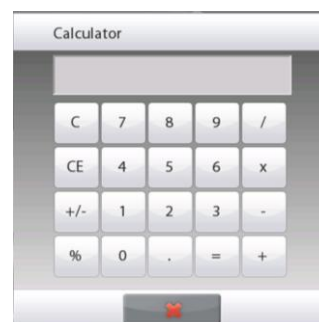 Calculator
C 7 8 9 /
CE 4 5 6 x
+/- 1 2 3 -
% 0 . = +